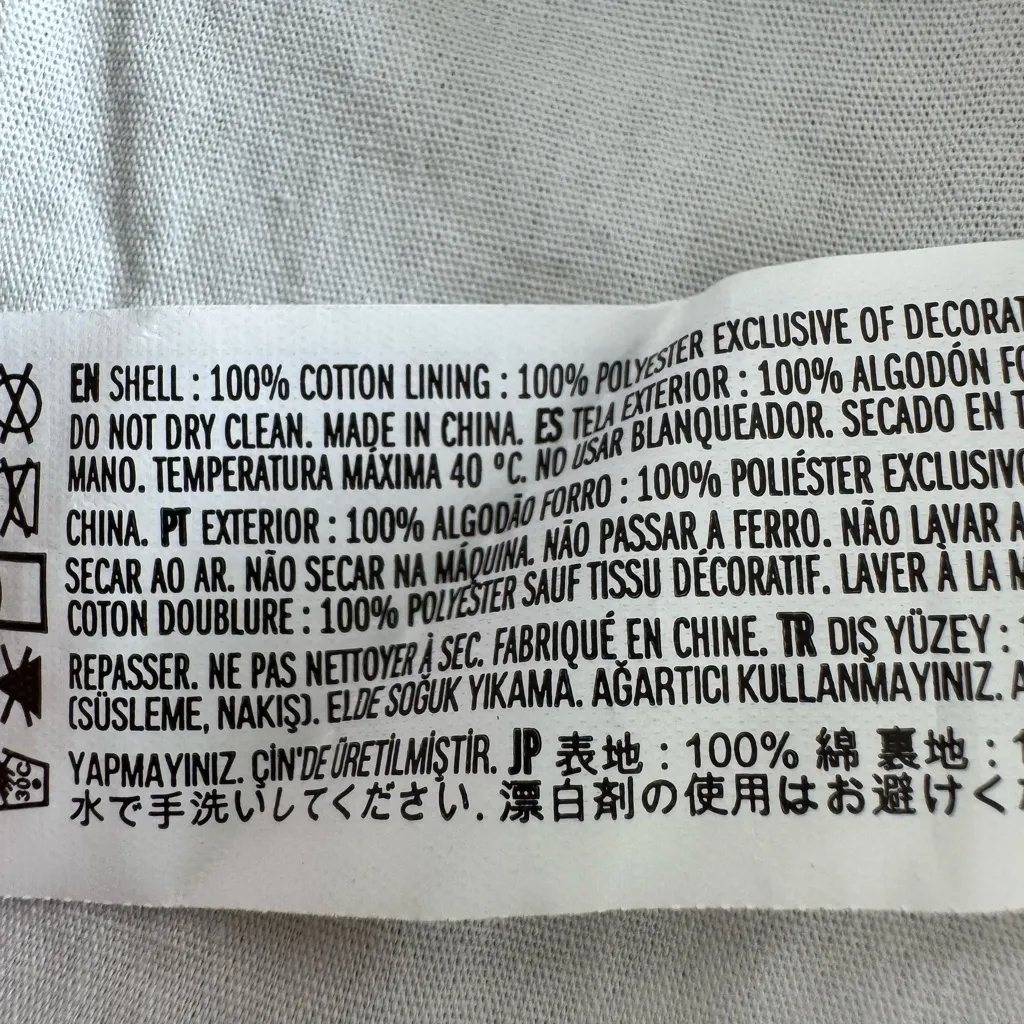 EN SHELL : 100% COTTON LINING : 100% POLYESTER EXCLUSIVE OF DECORAT
DO NOT DRY CLEAN. MADE IN CHINA. ES TELA EXTERIOR : 100% ALGODÓN FO
MANO. TEMPERATURA MÁXIMA 40 ºC. NO USAR BLANQUEADOR. SECADO EN T
CHINA. PT EXTERIOR : 100% ALGODÃO FORRO : 100% POLIÉSTER EXCLUSIVO
SECAR AO AR. NÃO SECAR NA MÁQUINA. NÃO PASSAR A FERRO. NÃO LAVAR A
COTON DOUBLURE : 100% POLYESTER SAUF TISSU DÉCORATIF. LAVER À LA M
REPASSER. NE PAS NETTOYER À SEC. FABRIQUÉ EN CHINE. TR DIŞ YÜZEY : 1
(SÜSLEME, NAKIŞ). ELDE SOĞUK YIKAMA. AĞARTICI KULLANMAYINIZ. A
YAPMAYINIZ. ÇİN'DE ÜRETİLMİŞTİR. JP 表地 : 100% 綿 裏地 : 1
30C
水で手洗いしてください. 漂白剤の使用はお避けくだ